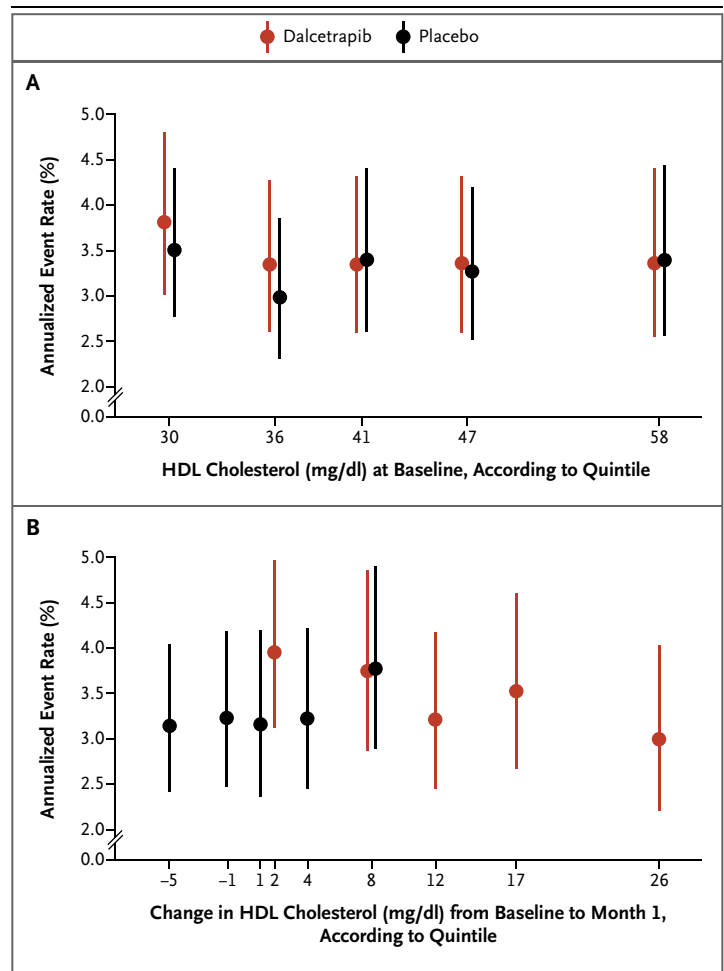 Dalcetrapib Placebo
A
5.0
4.5
4.0
3.5
3.0
2.5
2.0
0.0
Annualized Event Rate (%)
30 36 41 47 58
HDL Cholesterol (mg/dl) at Baseline, According to Quintile
B
5.0
4.5
4.0
3.5
3.0
2.5
2.0
0.0
Annualized Event Rate (%)
–5 –1 1 2 4 8 12 17 26
Change in HDL Cholesterol (mg/dl) from Baseline to Month 1,
According to Quintile